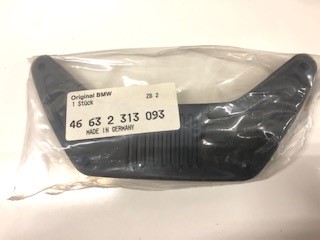 Original BMW ZB 2
1 Stück
46 63 2 313 093
MADE IN GERMANY